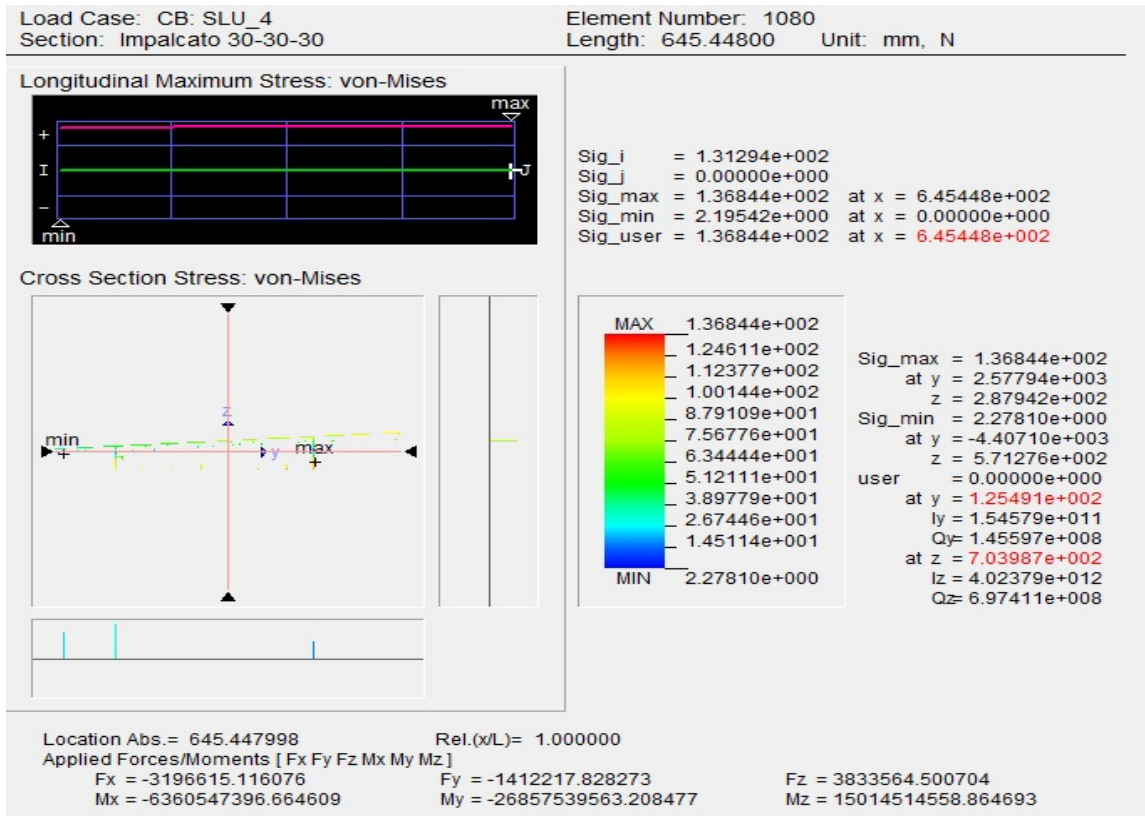 Load Case: CB: SLU_4
Element Number: 1080
Section: Impalcato 30-30-30
Length: 645.44800 Unit: mm, N
Longitudinal Maximum Stress: von-Mises
max
+
I
J
-
min
Sig_i = 1.31294e+002
Sig_j = 0.00000e+000
Sig_max = 1.36844e+002 at x = 6.45448e+002
Sig_min = 2.19542e+000 at x = 0.00000e+000
Sig_user = 1.36844e+002 at x = 6.45448e+002
Cross Section Stress: von-Mises
z
min
y
max
MAX 1.36844e+002
1.24611e+002
1.12377e+002
1.00144e+002
8.79109e+001
7.56776e+001
6.34444e+001
5.12111e+001
3.89779e+001
2.67446e+001
1.45114e+001
MIN 2.27810e+000
Sig_max = 1.36844e+002
at y = 2.57794e+003
z = 2.87942e+002
Sig_min = 2.27810e+000
at y =-4.40710e+003
z = 5.71276e+002
user = 0.00000e+000
at y = 1.25491e+002
Iy = 1.54579e+011
Qy= 1.45597e+008
at z = 7.03987e+002
Iz = 4.02379e+012
Qz= 6.97411e+008
Location Abs.= 645.447998 Rel.(x/L)= 1.000000
Applied Forces/Moments [ Fx Fy Fz Mx My Mz ]
Fx = -3196615.116076 Fy = -1412217.828273 Fz = 3833564.500704
Mx = -6360547396.664609 My = -26857539563.208477 Mz = 15014514558.864693